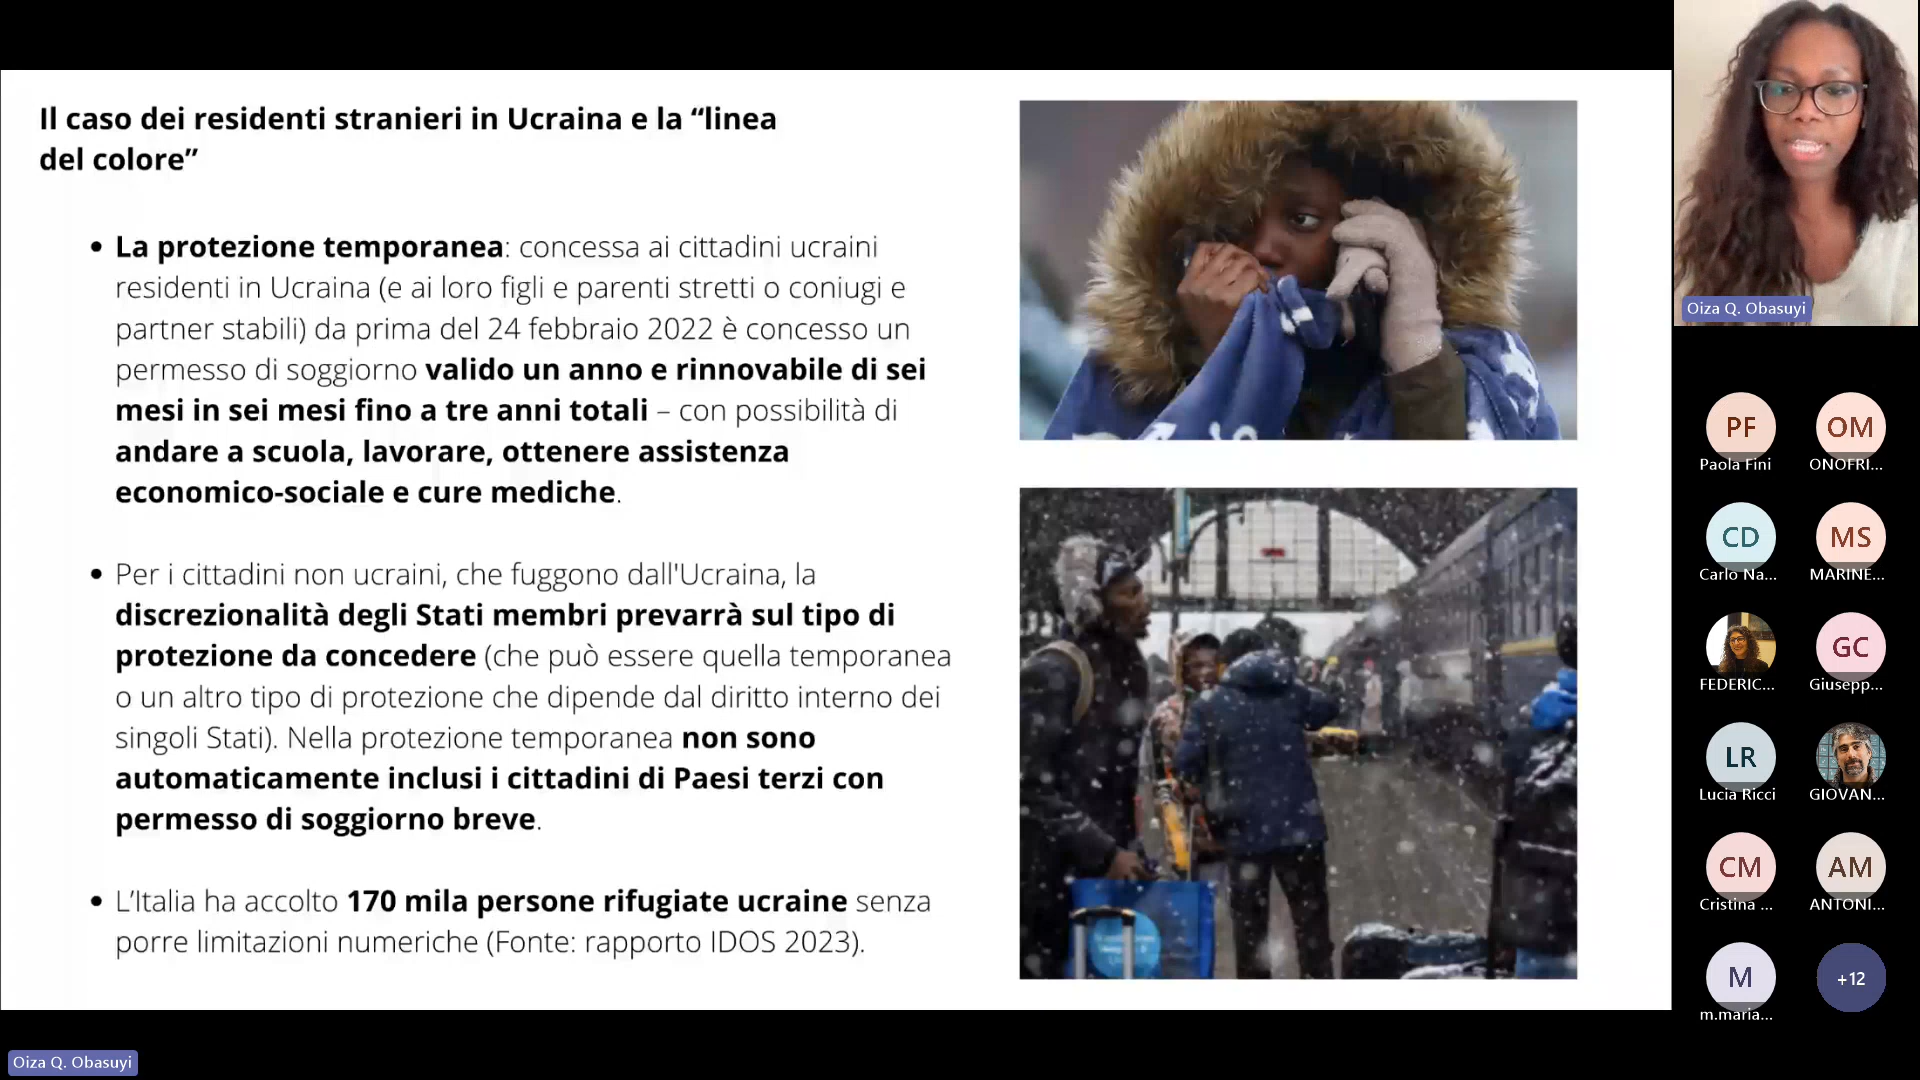 Il caso dei residenti stranieri in Ucraina e la “linea
del colore”
• La protezione temporanea: concessa ai cittadini ucraini
residenti in Ucraina (e ai loro figli e parenti stretti o coniugi e
partner stabili) da prima del 24 febbraio 2022 è concesso un
permesso di soggiorno valido un anno e rinnovabile di sei
mesi in sei mesi fino a tre anni totali – con possibilità di
andare a scuola, lavorare, ottenere assistenza
economico-sociale e cure mediche.
• Per i cittadini non ucraini, che fuggono dall'Ucraina, la
discrezionalità degli Stati membri prevarrà sul tipo di
protezione da concedere (che può essere quella temporanea
o un altro tipo di protezione che dipende dal diritto interno dei
singoli Stati). Nella protezione temporanea non sono
automaticamente inclusi i cittadini di Paesi terzi con
permesso di soggiorno breve.
• L’Italia ha accolto 170 mila persone rifugiate ucraine senza
porre limitazioni numeriche (Fonte: rapporto IDOS 2023).
Oiza Q. Obasuyi
PF
Paola Fini
OM
ONOFRI...
CD
Carlo Na...
MS
MARINE...
FEDERIC...
GC
Giusepp...
LR
Lucia Ricci
GIOVAN...
CM
Cristina ...
AM
ANTONI...
M
m.maria...
+12
Oiza Q. Obasuyi